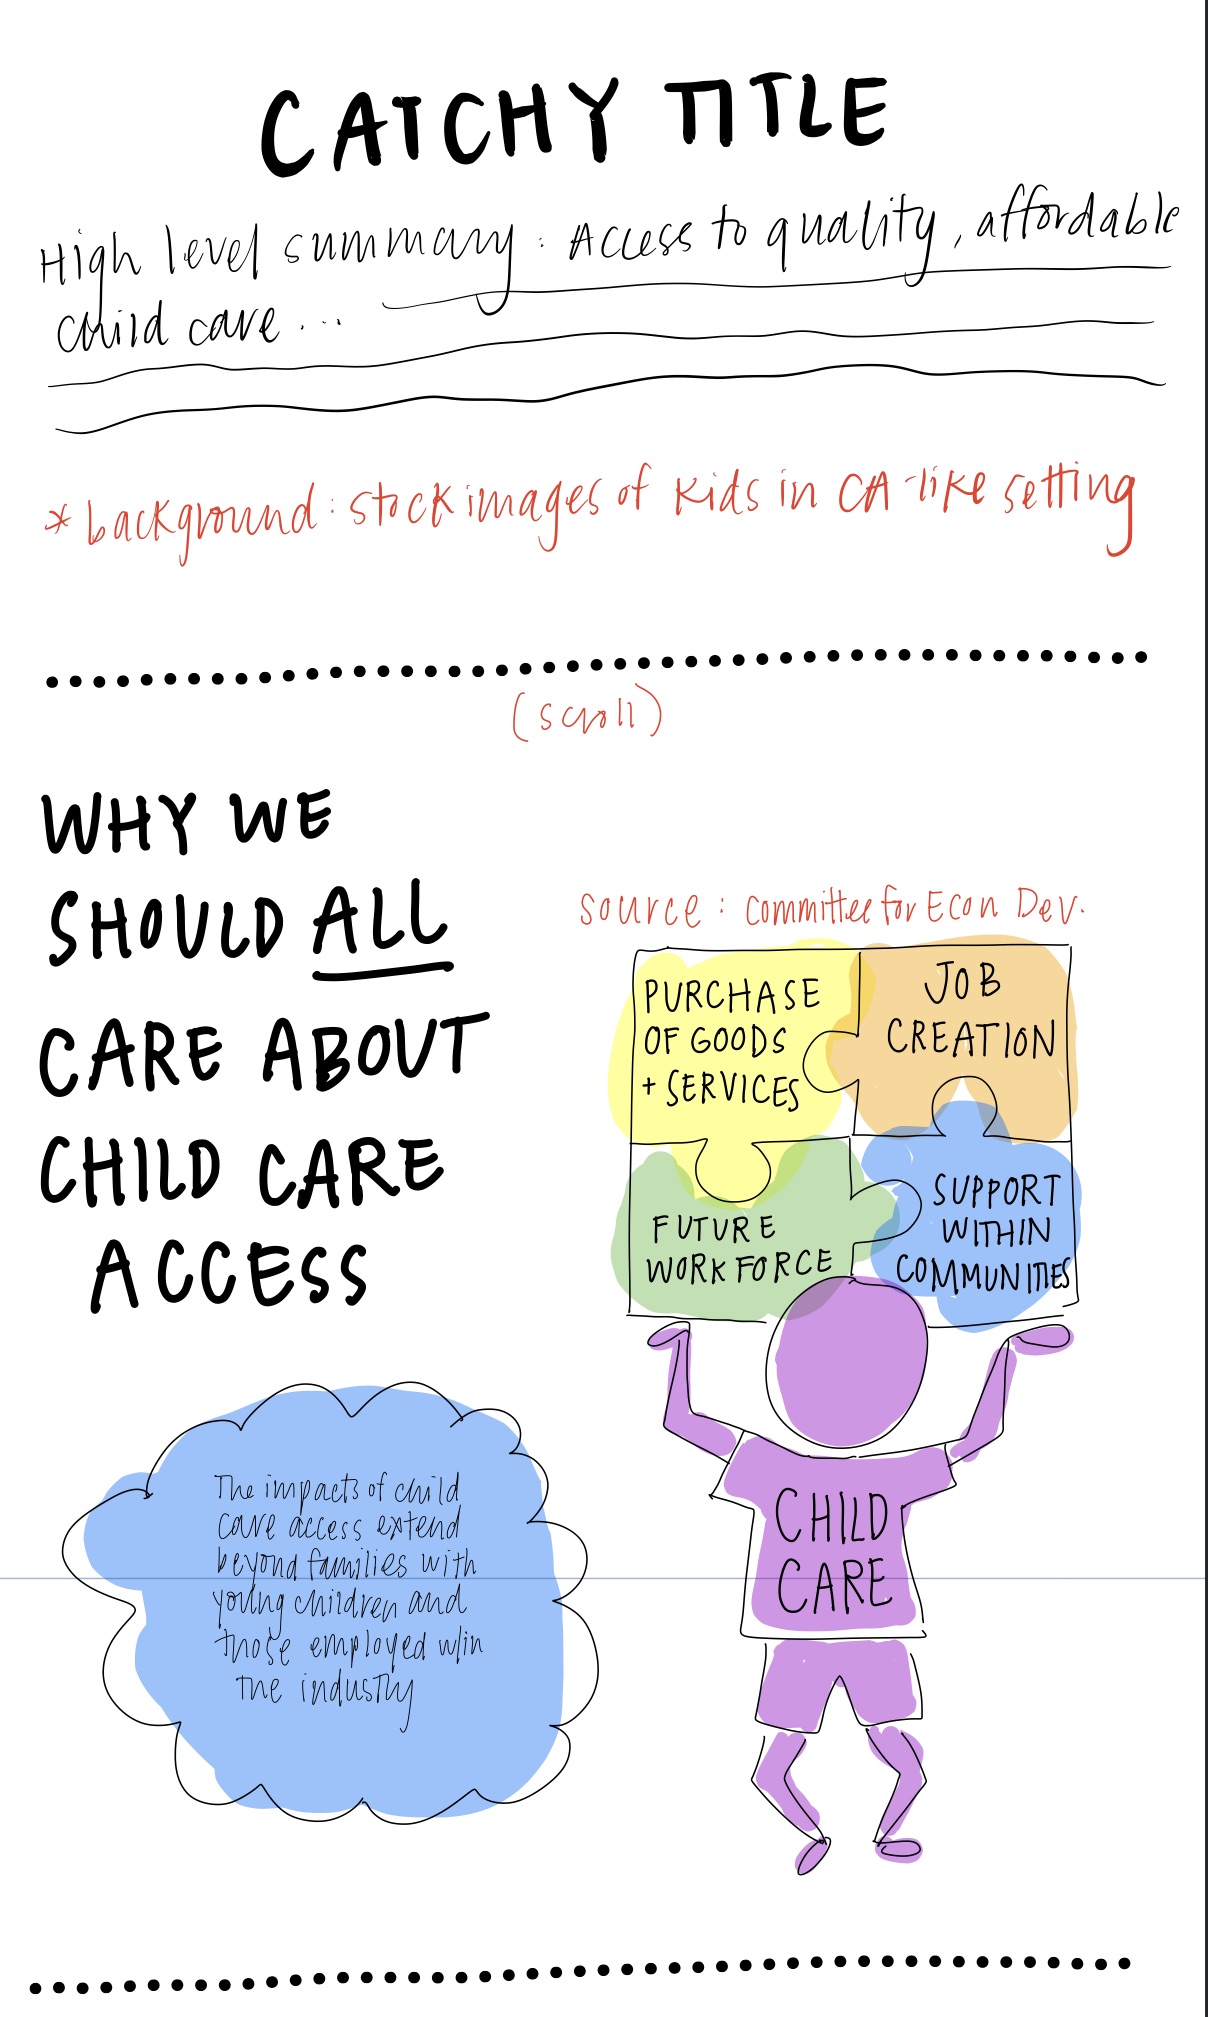 CATCHY TITLE
High level summary: Access to quality, affordable
child care...
* background: stock images of kids in CA-like setting
(scroll)
WHY WE
SHOULD ALL
CARE ABOUT
CHILD CARE
ACCESS
source: committee for Econ Dev.
PURCHASE
OF GOODS
+ SERVICES
JOB
CREATION
FUTURE
WORKFORCE
SUPPORT
WITHIN
COMMUNITIES
The impacts of child
care access extend
beyond families with
young children and
those employed w/in
the industry
CHILD
CARE